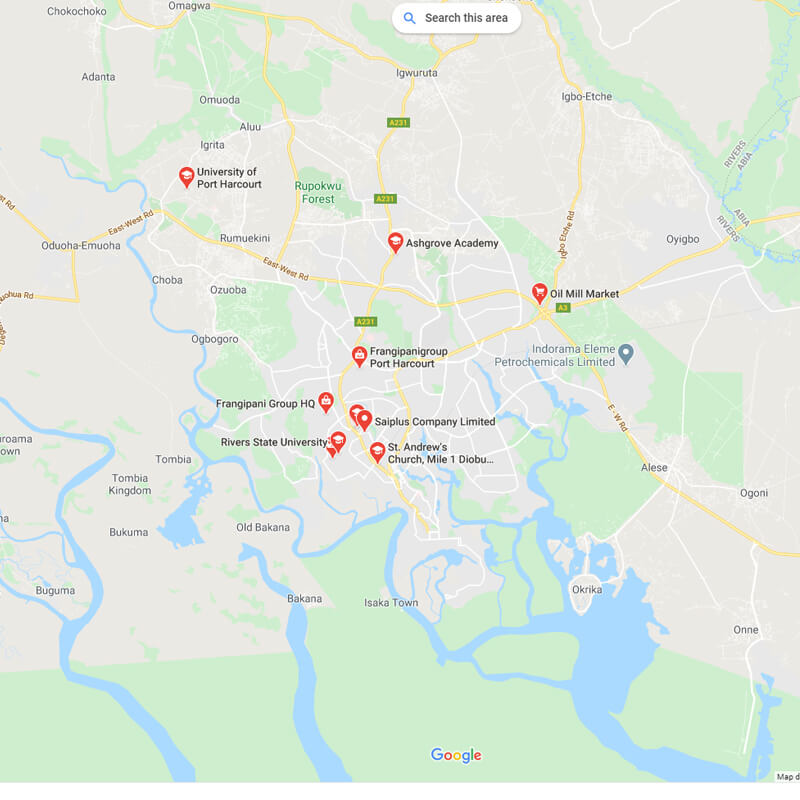 Omagwa
Chokochoko
Search this area
Adanta
Igwuruta
Igbo-Etche
Omuoda
A231
Aluu
Igrita
RIVERS
ABIA
University of
Port Harcourt
Rupokwu
Forest
A231
East-West Rd
Igbo Etche Rd
ABIA
RIVERS
Rumuekini
Ashgrove Academy
Oyigbo
Oduoha-Emuoha
East-West Rd
Choba
Ozuoba
Oil Mill Market
A3
A231
Ogbogoro
Frangipanigroup
Port Harcourt
Indorama Eleme
Petrochemicals Limited
Frangipani Group HQ
E - W Rd
Saiplus Company Limited
Rivers State University
St. Andrew's
Church, Mile 1 Diobu...
Tombia
Alese
Tombia
Kingdom
Ogoni
Bukuma
Old Bakana
Buguma
Bakana
Isaka Town
Okrika
Onne
Google
Map d